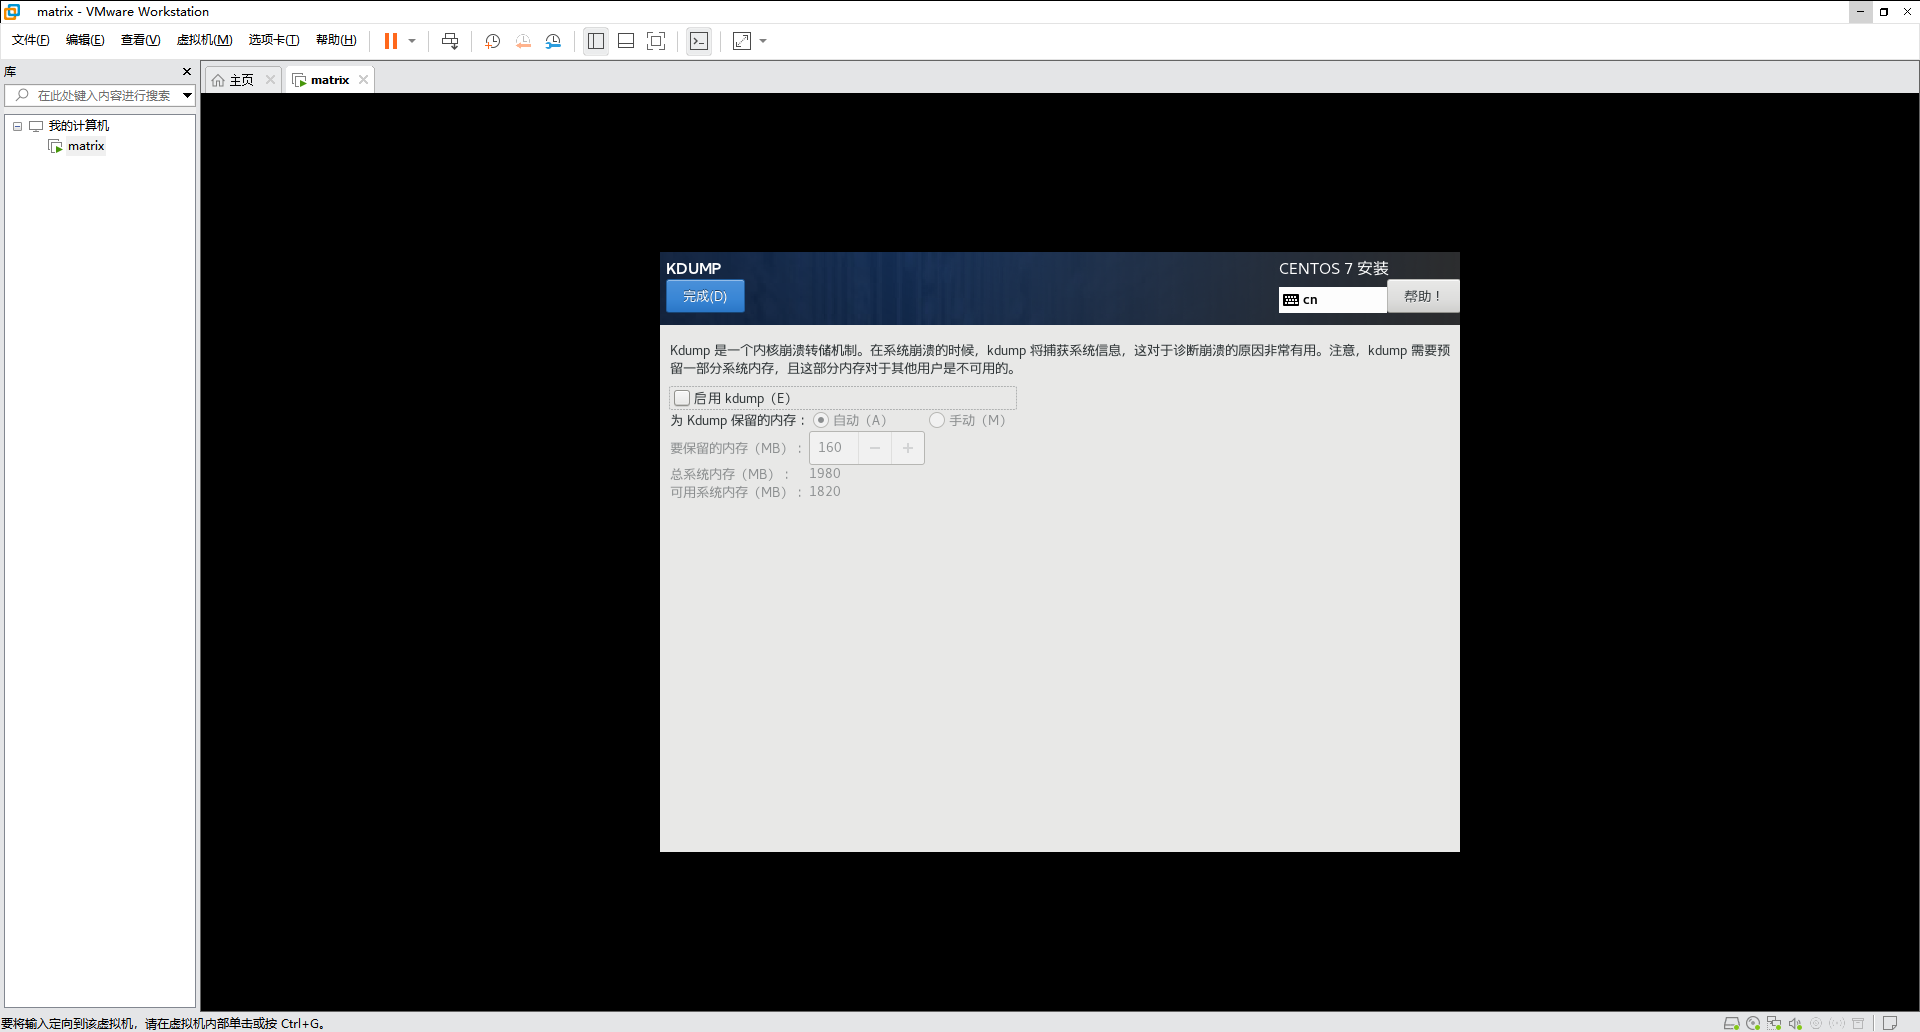 matrix - VMware Workstation
文件(F) 编辑(E) 查看(V) 虚拟机(M) 选项卡(T) 帮助(H)
库
主页
matrix
在此处键入内容进行搜索
我的计算机
matrix
KDUMP
CENTOS 7 安装
完成(D)
cn
帮助！
Kdump 是一个内核崩溃转储机制。在系统崩溃的时候，kdump 将捕获系统信息，这对于诊断崩溃的原因非常有用。注意，kdump 需要预
留一部分系统内存，且这部分内存对于其他用户是不可用的。
启用 kdump（E）
为 Kdump 保留的内存： 自动（A） 手动（M）
要保留的内存（MB）： 160 − +
总系统内存（MB）： 1980
可用系统内存（MB）： 1820
要将输入定向到该虚拟机，请在虚拟机内部单击或按 Ctrl+G。